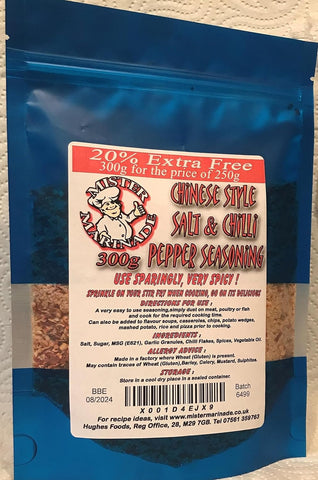 20% Extra Free
300g for the price of 250g
MISTER
MARINADE
300g
CHINESE STYLE
SALT & CHILLI
PEPPER SEASONING
USE SPARINGLY, VERY SPICY !
SPRINKLE ON YOUR STIR FRY WHEN COOKING, GO ON ITS DELICIOUS
DIRECTIONS FOR USE :
A very easy to use seasoning,simply dust on meat, poultry or fish
and cook for the required cooking time.
Can also be added to flavour soups, casseroles, chips, potato wedges,
mashed potato, rice and pizza prior to cooking.
INGREDIENTS :
Salt, Sugar, MSG (E621), Garlic Granules, Chilli Flakes, Spices, Vegetable Oil.
ALLERGY ADVICE :
Made in a factory where Wheat (Gluten) is present.
May contain traces of Wheat (Gluten),Barley, Celery, Mustard, Sulphites.
STORAGE :
Store in a cool dry place in a sealed container.
BBE
08/2024
X001D4EJX9
Batch
6499
For recipe ideas, visit www.mistermarinade.co.uk
Hughes Foods, Reg Office, 28, M29 7GB. Tel 07561 359763